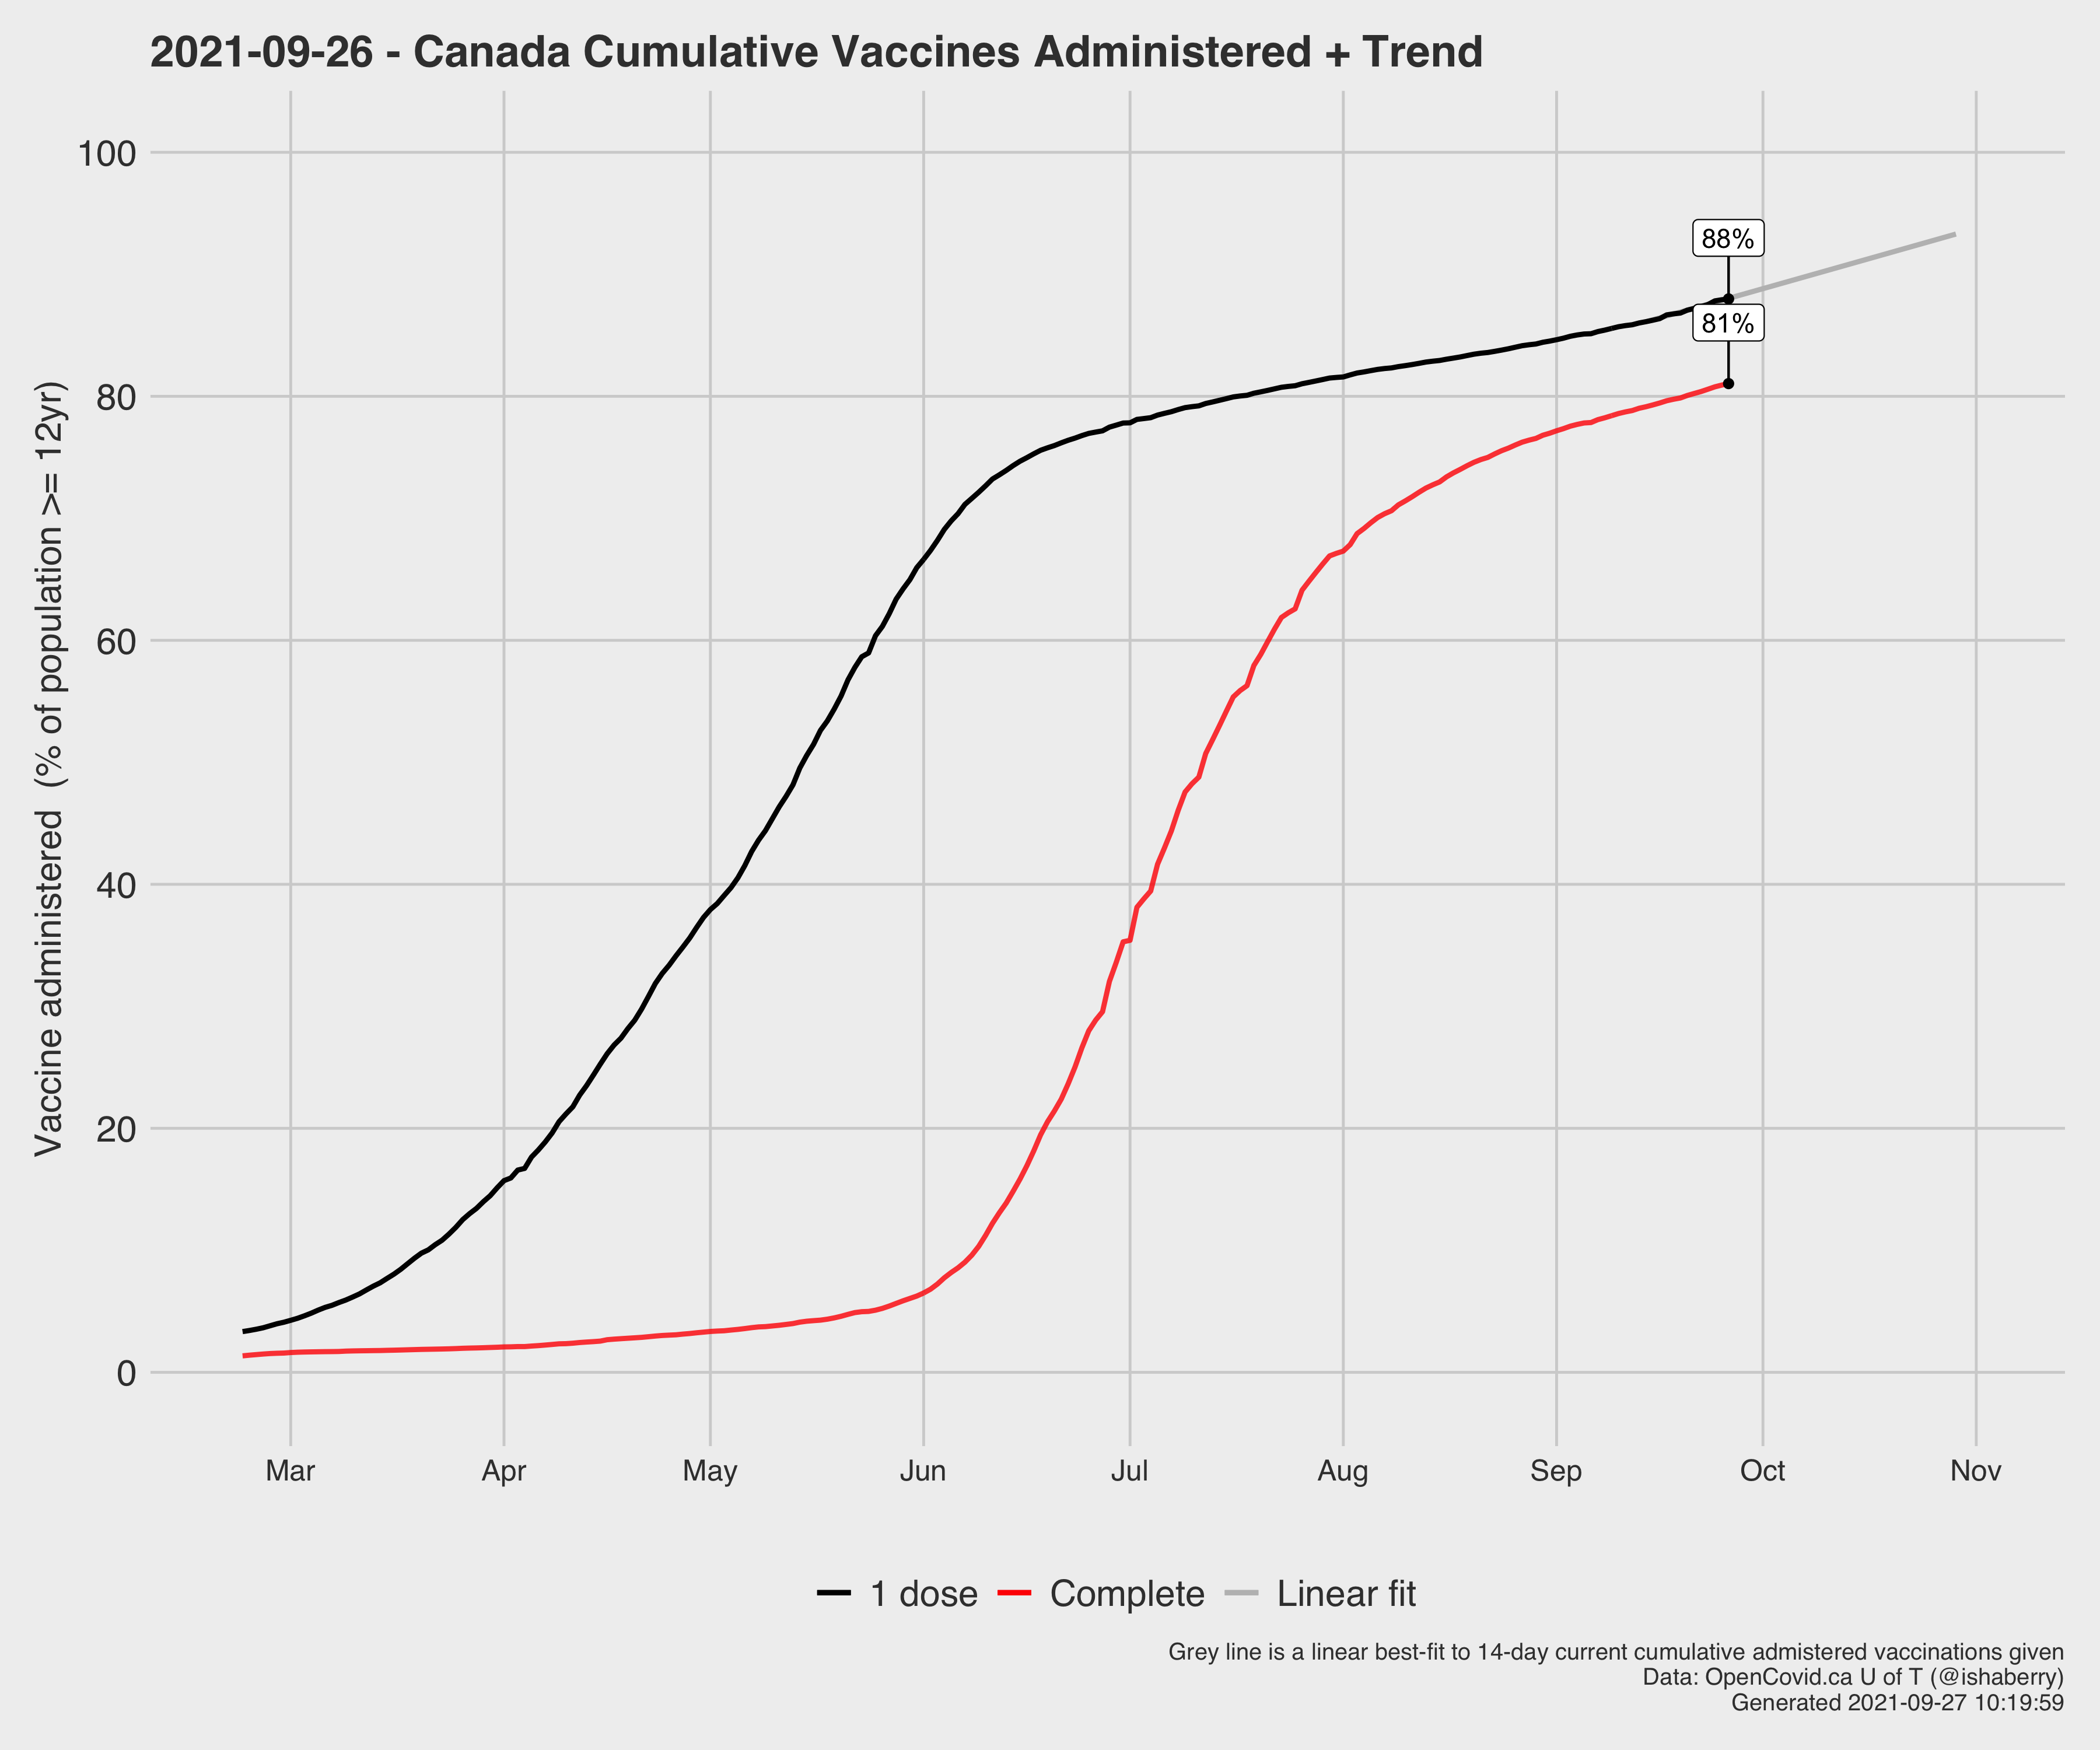 2021-09-26 - Canada Cumulative Vaccines Administered + Trend
Vaccine administered  (% of population >= 12yr)
100
80
60
40
20
0
88%
81%
Mar Apr May Jun Jul Aug Sep Oct Nov
1 dose Complete Linear fit
Grey line is a linear best-fit to 14-day current cumulative admistered vaccinations given
Data: OpenCovid.ca U of T (@ishaberry)
Generated 2021-09-27 10:19:59